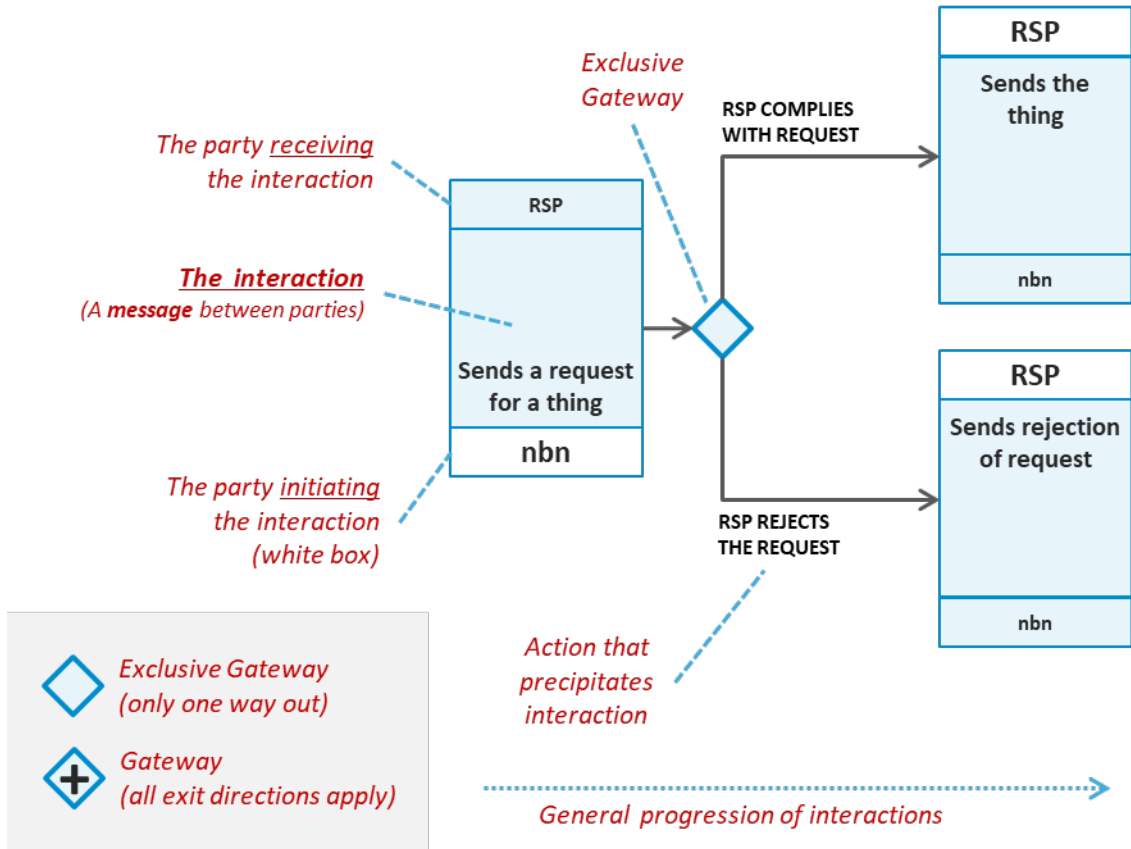 RSP
Sends the
thing
nbn
Exclusive
Gateway
RSP COMPLIES
WITH REQUEST
The party receiving
the interaction
RSP
The interaction
(A message between parties)
Sends a request
for a thing
nbn
RSP
Sends rejection
of request
nbn
The party initiating
the interaction
(white box)
RSP REJECTS
THE REQUEST
Action that
precipitates
interaction
Exclusive Gateway
(only one way out)
Gateway
(all exit directions apply)
General progression of interactions